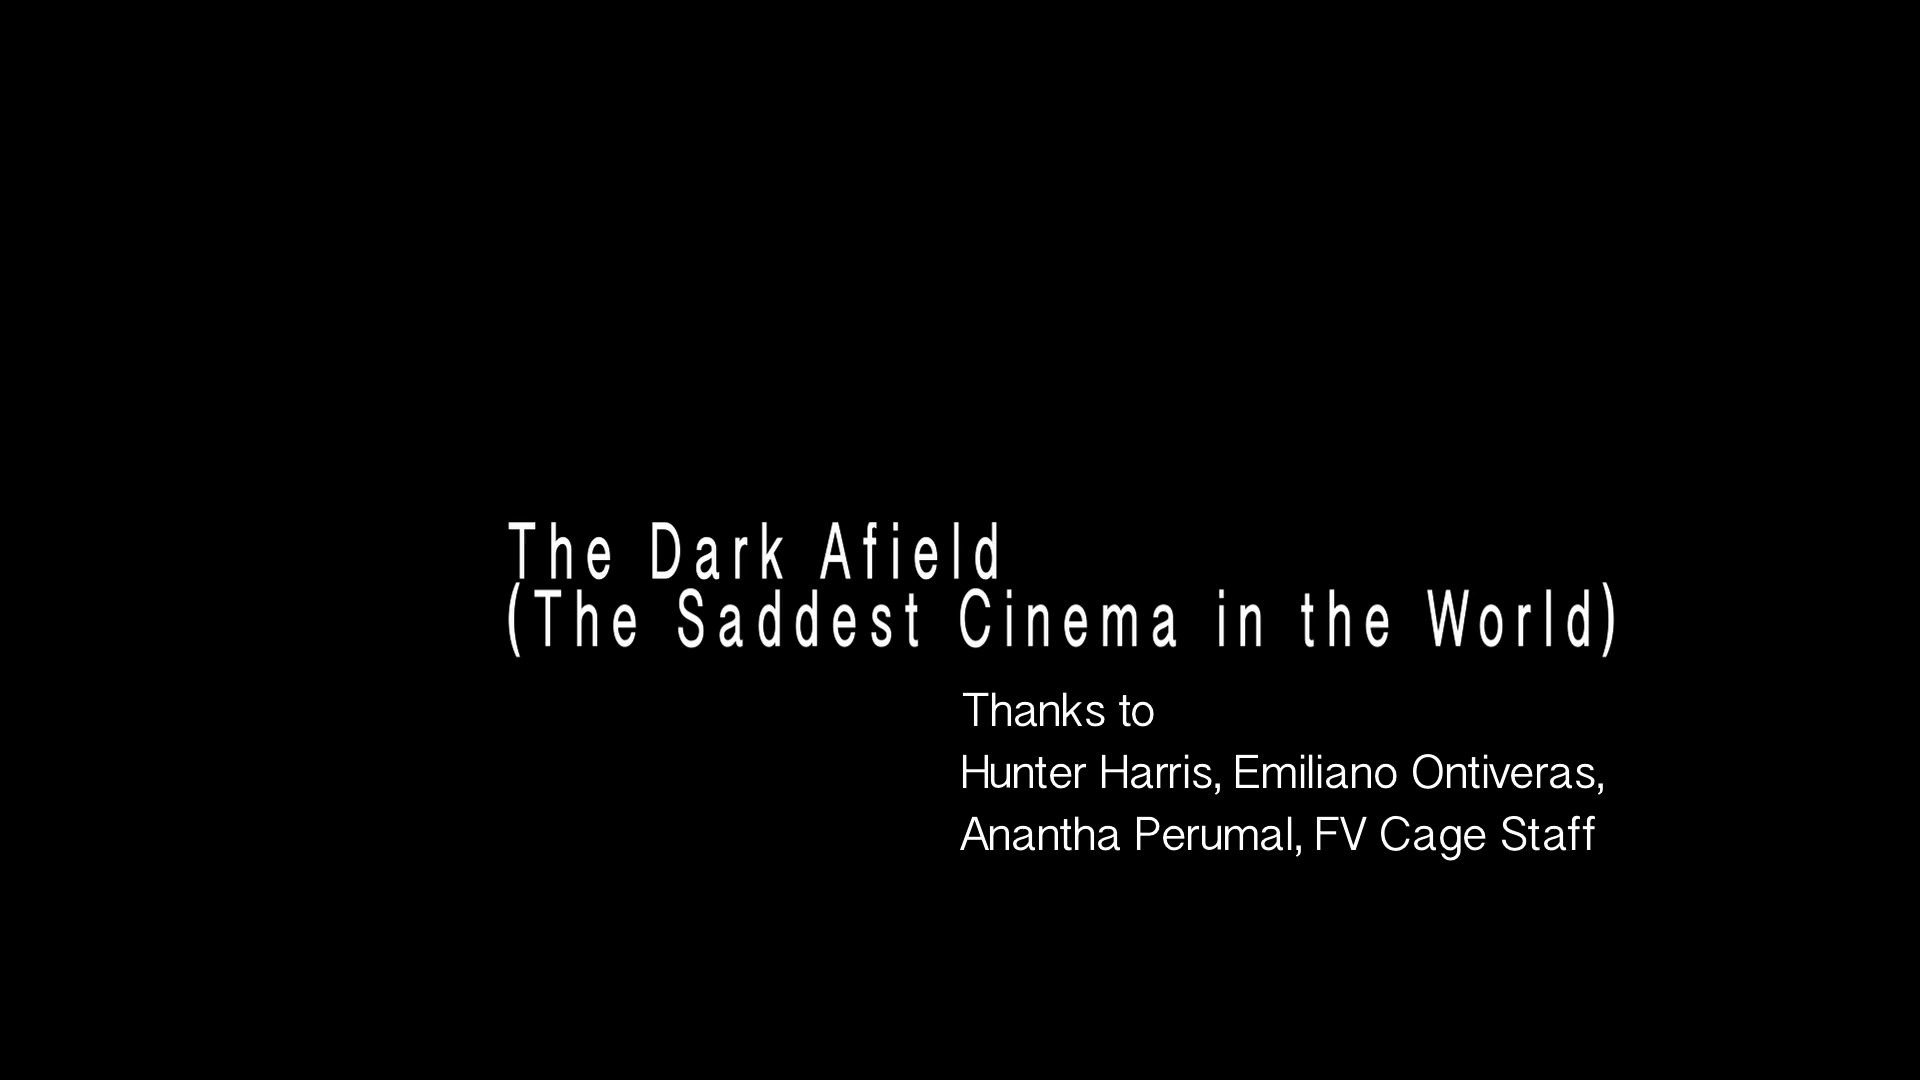 The Dark Afield
(The Saddest Cinema in the World)
Thanks to
Hunter Harris, Emiliano Ontiveras,
Anantha Perumal, FV Cage Staff